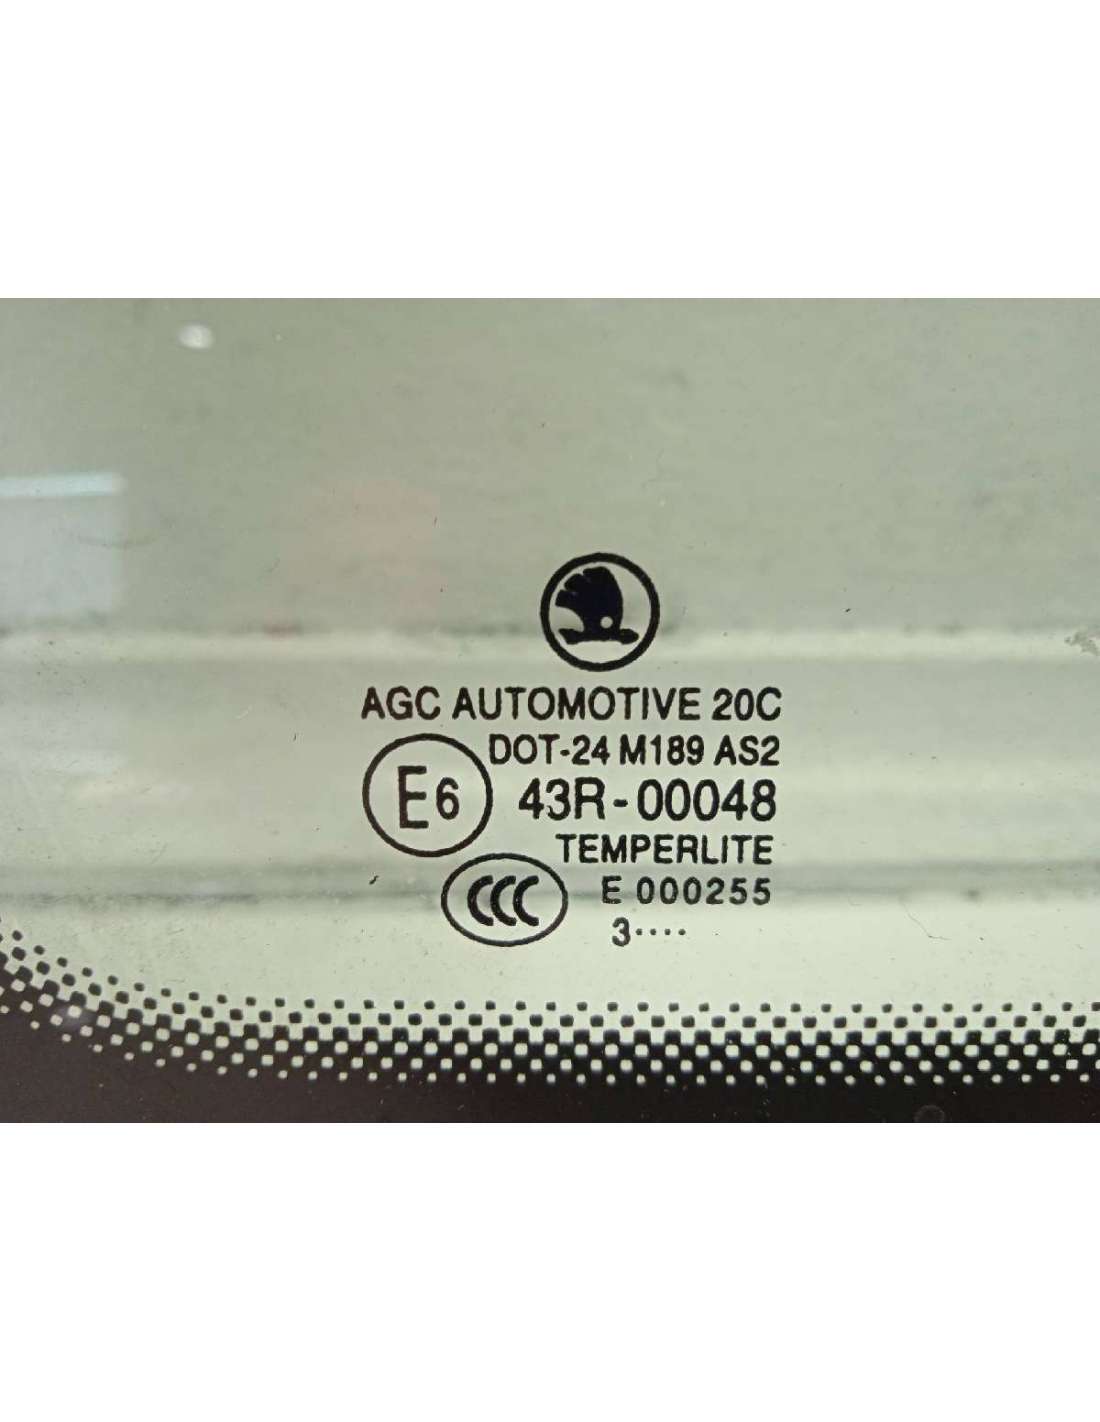 AGC AUTOMOTIVE 20C
DOT-24 M189 AS2
E6 43R-00048
TEMPERLITE
CCC E 000255
3····